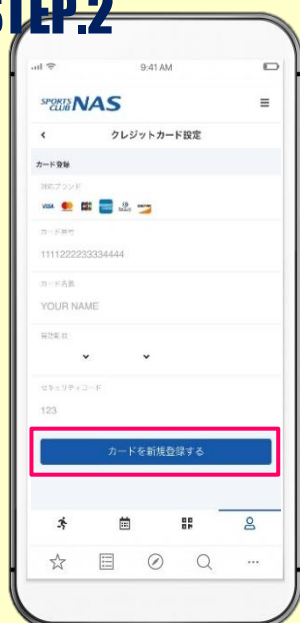 STEP.2
9:41 AM
SPORTS CLUB NAS
クレジットカード設定
カード登録
対応ブランド
VISA
カード番号
1111222233334444
カード名義
YOUR NAME
有効期限
セキュリティコード
123
カードを新規登録する